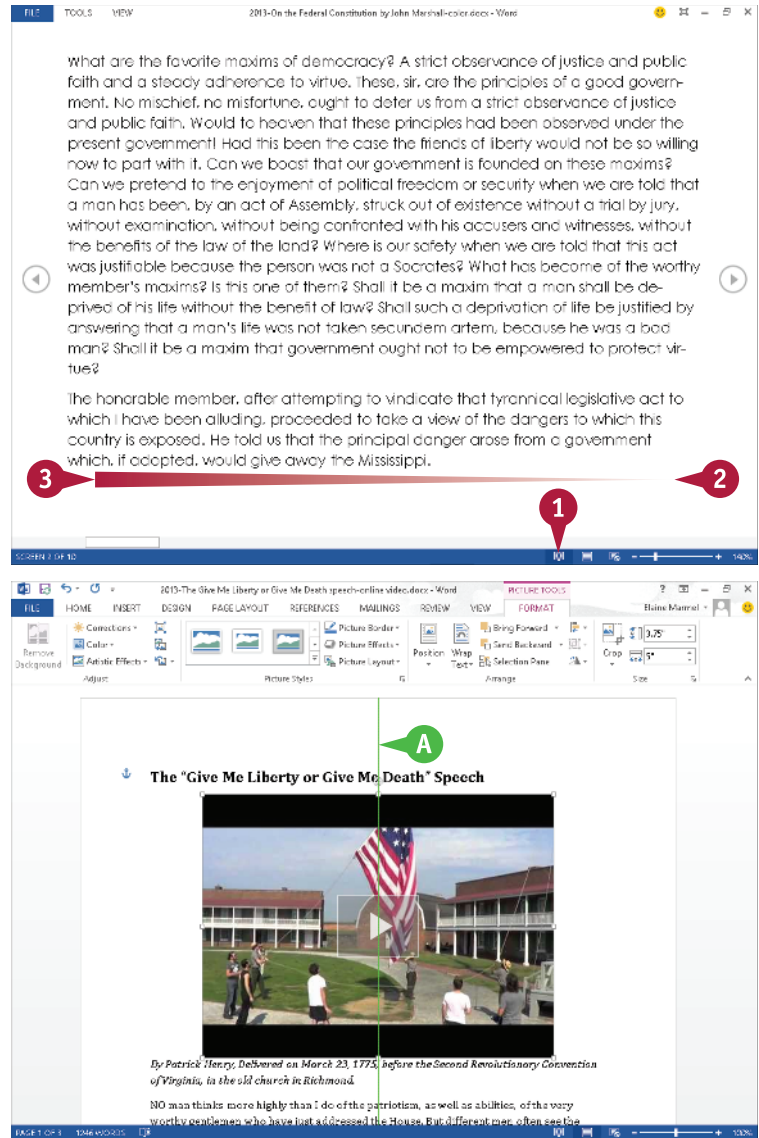 FILE TOOLS VIEW 2013-On the Federal Constitution by John Marshall-color.docx - Word
What are the favorite maxims of democracy? A strict observance of justice and public
faith and a steady adherence to virtue. These, sir, are the principles of a good govern-
ment. No mischief, no misfortune, ought to deter us from a strict observance of justice
and public faith. Would to heaven that these principles had been observed under the
present government! Had this been the case the friends of liberty would not be so willing
now to part with it. Can we boast that our government is founded on these maxims?
Can we pretend to the enjoyment of political freedom or security when we are told that
a man has been, by an act of Assembly, struck out of existence without a trial by jury,
without examination, without being confronted with his accusers and witnesses, without
the benefits of the law of the land? Where is our safety when we are told that this act
was justifiable because the person was not a Socrates? What has become of the worthy
member's maxims? Is this one of them? Shall it be a maxim that a man shall be de-
prived of his life without the benefit of law? Shall such a deprivation of life be justified by
answering that a man's life was not taken secundem artem, because he was a bad
man? Shall it be a maxim that government ought not to be empowered to protect vir-
tue?
The honorable member, after attempting to vindicate that tyrannical legislative act to
which I have been alluding, proceeded to take a view of the dangers to which this
country is exposed. He told us that the principal danger arose from a government
which, if adopted, would give away the Mississippi.
3 2
1
SCREEN 2 OF 10 140%
2013-The Give Me Liberty or Give Me Death speech-online video.docx - Word PICTURE TOOLS ?
FILE HOME INSERT DESIGN PAGE LAYOUT REFERENCES MAILINGS REVIEW VIEW FORMAT Elaine Marmel
Remove Background
Corrections
Color
Artistic Effects
Adjust
Picture Border
Picture Effects
Picture Layout
Picture Styles
Position
Wrap Text
Bring Forward
Send Backward
Selection Pane
Arrange
Crop
3.75"
5"
Size
A
The "Give Me Liberty or Give Me Death" Speech
By Patrick Henry, Delivered on March 23, 1775, before the Second Revolutionary Convention
of Virginia, in the old church in Richmond.
NO man thinks more highly than I do of the patriotism, as well as abilities, of the very
worthy gentlemen who have just addressed the House. But different men often see the
PAGE 1 OF 3 1246 WORDS 100%